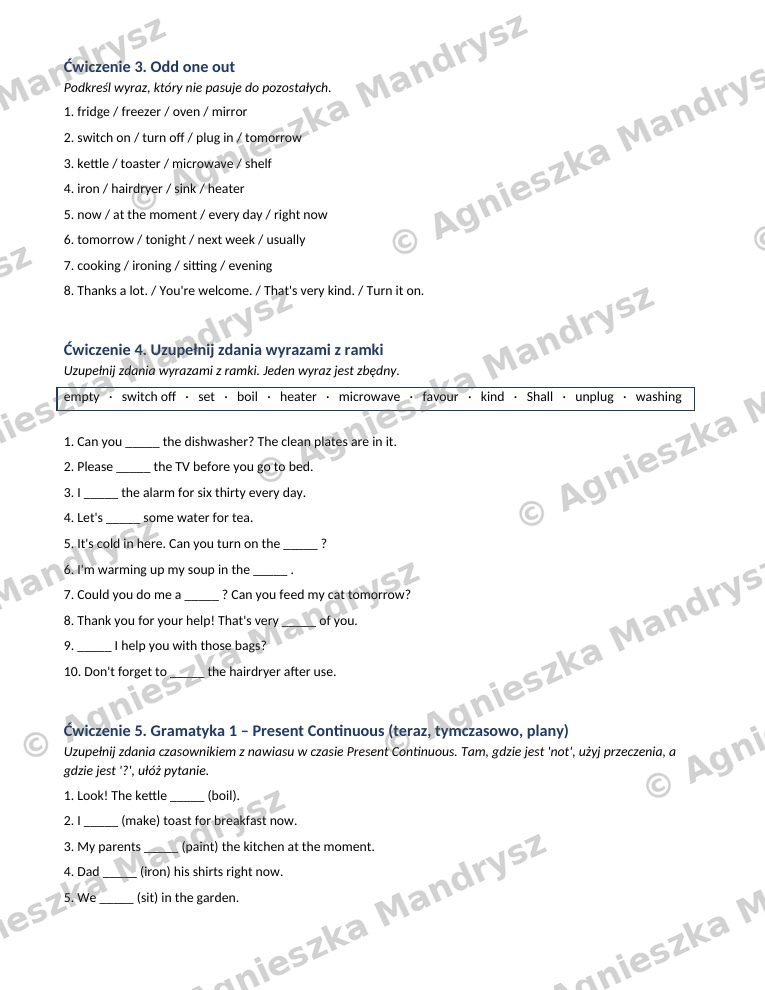 Ćwiczenie 3. Odd one out
Podkreśl wyraz, który nie pasuje do pozostałych.
1. fridge / freezer / oven / mirror
2. switch on / turn off / plug in / tomorrow
3. kettle / toaster / microwave / shelf
4. iron / hairdryer / sink / heater
5. now / at the moment / every day / right now
6. tomorrow / tonight / next week / usually
7. cooking / ironing / sitting / evening
8. Thanks a lot. / You're welcome. / That's very kind. / Turn it on.
Ćwiczenie 4. Uzupełnij zdania wyrazami z ramki
Uzupełnij zdania wyrazami z ramki. Jeden wyraz jest zbędny.
empty · switch off · set · boil · heater · microwave · favour · kind · Shall · unplug · washing
1. Can you _____ the dishwasher? The clean plates are in it.
2. Please _____ the TV before you go to bed.
3. I _____ the alarm for six thirty every day.
4. Let's _____ some water for tea.
5. It's cold in here. Can you turn on the _____ ?
6. I'm warming up my soup in the _____ .
7. Could you do me a _____ ? Can you feed my cat tomorrow?
8. Thank you for your help! That's very _____ of you.
9. _____ I help you with those bags?
10. Don't forget to _____ the hairdryer after use.
Ćwiczenie 5. Gramatyka 1 – Present Continuous (teraz, tymczasowo, plany)
Uzupełnij zdania czasownikiem z nawiasu w czasie Present Continuous. Tam, gdzie jest 'not', użyj przeczenia, a
gdzie jest '?', ułóż pytanie.
1. Look! The kettle _____ (boil).
2. I _____ (make) toast for breakfast now.
3. My parents _____ (paint) the kitchen at the moment.
4. Dad _____ (iron) his shirts right now.
5. We _____ (sit) in the garden.
© Agnieszka Mandrysz